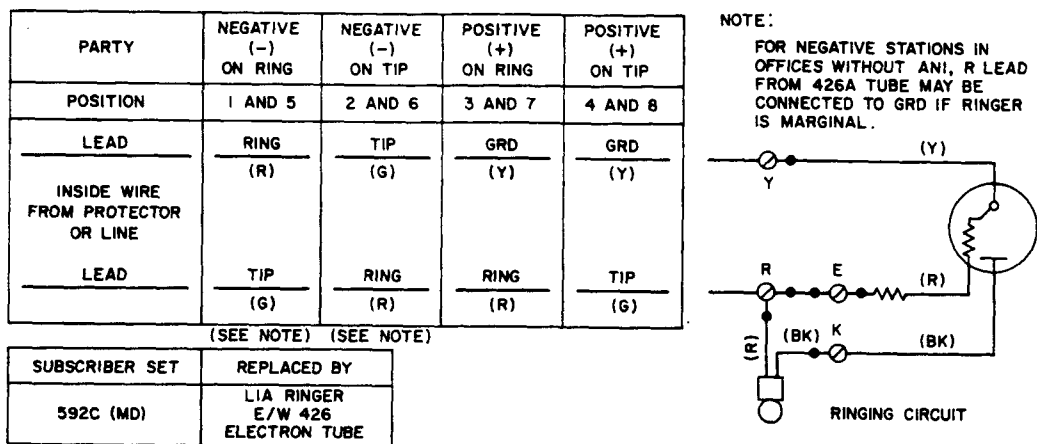 PARTY
NEGATIVE (-) ON RING
NEGATIVE (-) ON TIP
POSITIVE (+) ON RING
POSITIVE (+) ON TIP
POSITION
1 AND 5
2 AND 6
3 AND 7
4 AND 8
LEAD
RING
TIP
GRD
GRD
(R)
(G)
(Y)
(Y)
INSIDE WIRE
FROM PROTECTOR
OR LINE
LEAD
TIP
RING
RING
TIP
(G)
(R)
(R)
(G)
(SEE NOTE)
(SEE NOTE)
SUBSCRIBER SET
REPLACED BY
592C (MD)
LIA RINGER
E/W 426
ELECTRON TUBE
NOTE:
FOR NEGATIVE STATIONS IN
OFFICES WITHOUT ANI, R LEAD
FROM 426A TUBE MAY BE
CONNECTED TO GRD IF RINGER
IS MARGINAL.
(Y)
Y
R
E
(R)
(R)
(BK)
K
(BK)
RINGING CIRCUIT